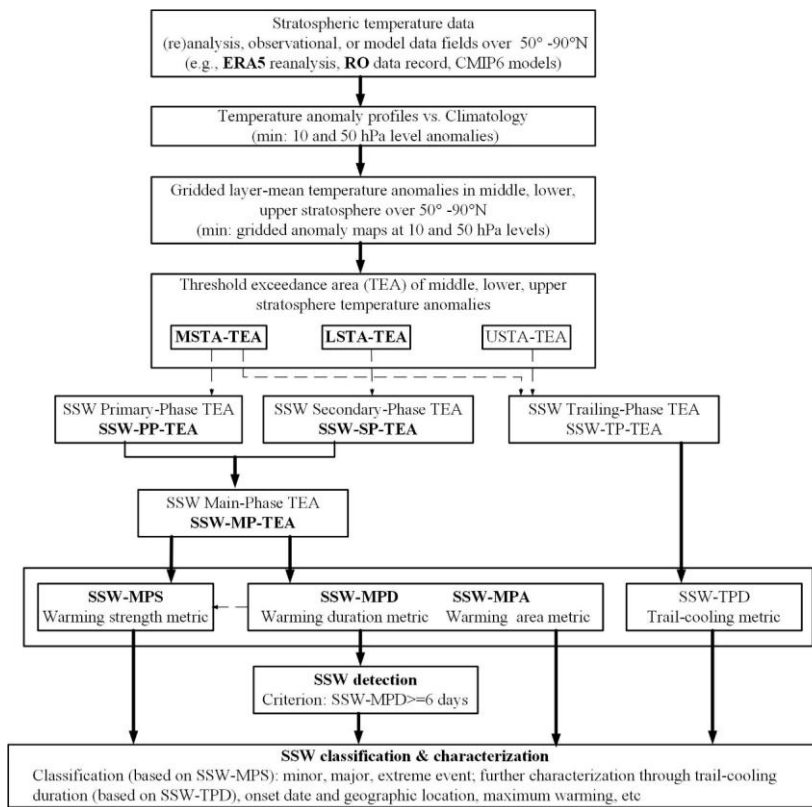 Stratospheric temperature data
(re)analysis, observational, or model data fields over 50° -90°N
(e.g., ERA5 reanalysis, RO data record, CMIP6 models)
Temperature anomaly profiles vs. Climatology
(min: 10 and 50 hPa level anomalies)
Gridded layer-mean temperature anomalies in middle, lower,
upper stratosphere over 50° -90°N
(min: gridded anomaly maps at 10 and 50 hPa levels)
Threshold exceedance area (TEA) of middle, lower, upper
stratosphere temperature anomalies
MSTA-TEA LSTA-TEA USTA-TEA
SSW Primary-Phase TEA
SSW-PP-TEA
SSW Secondary-Phase TEA
SSW-SP-TEA
SSW Trailing-Phase TEA
SSW-TP-TEA
SSW Main-Phase TEA
SSW-MP-TEA
SSW-MPS
Warming strength metric
SSW-MPD
Warming duration metric
SSW-MPA
Warming area metric
SSW-TPD
Trail-cooling metric
SSW detection
Criterion: SSW-MPD>=6 days
SSW classification & characterization
Classification (based on SSW-MPS): minor, major, extreme event; further characterization through trail-cooling
duration (based on SSW-TPD), onset date and geographic location, maximum warming, etc